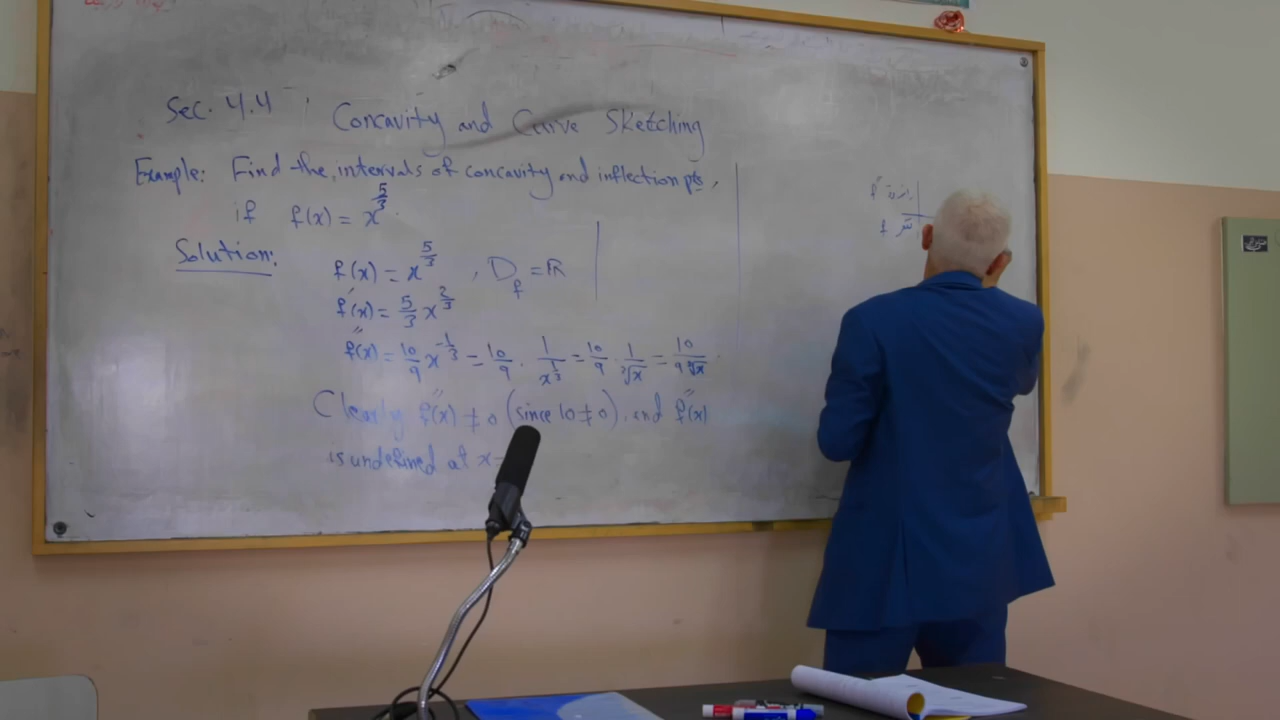 Sec. 4.4 Concavity and Curve Sketching
Example: Find the intervals of concavity and inflection pts,
if f(x) = x^{5/3}.
Solution:
f(x) = x^{5/3} , D_f = ℝ
f'(x) = 5/3 x^{2/3}
f''(x) = 10/9 x^{-1/3} = 10/9 · 1/x^{1/3} = 10/9 · 1/∛x = 10/(9∛x)
Clearly f''(x) ≠ 0 (since 10 ≠ 0), and f''(x)
is undefined at x =
إشارة f''
f